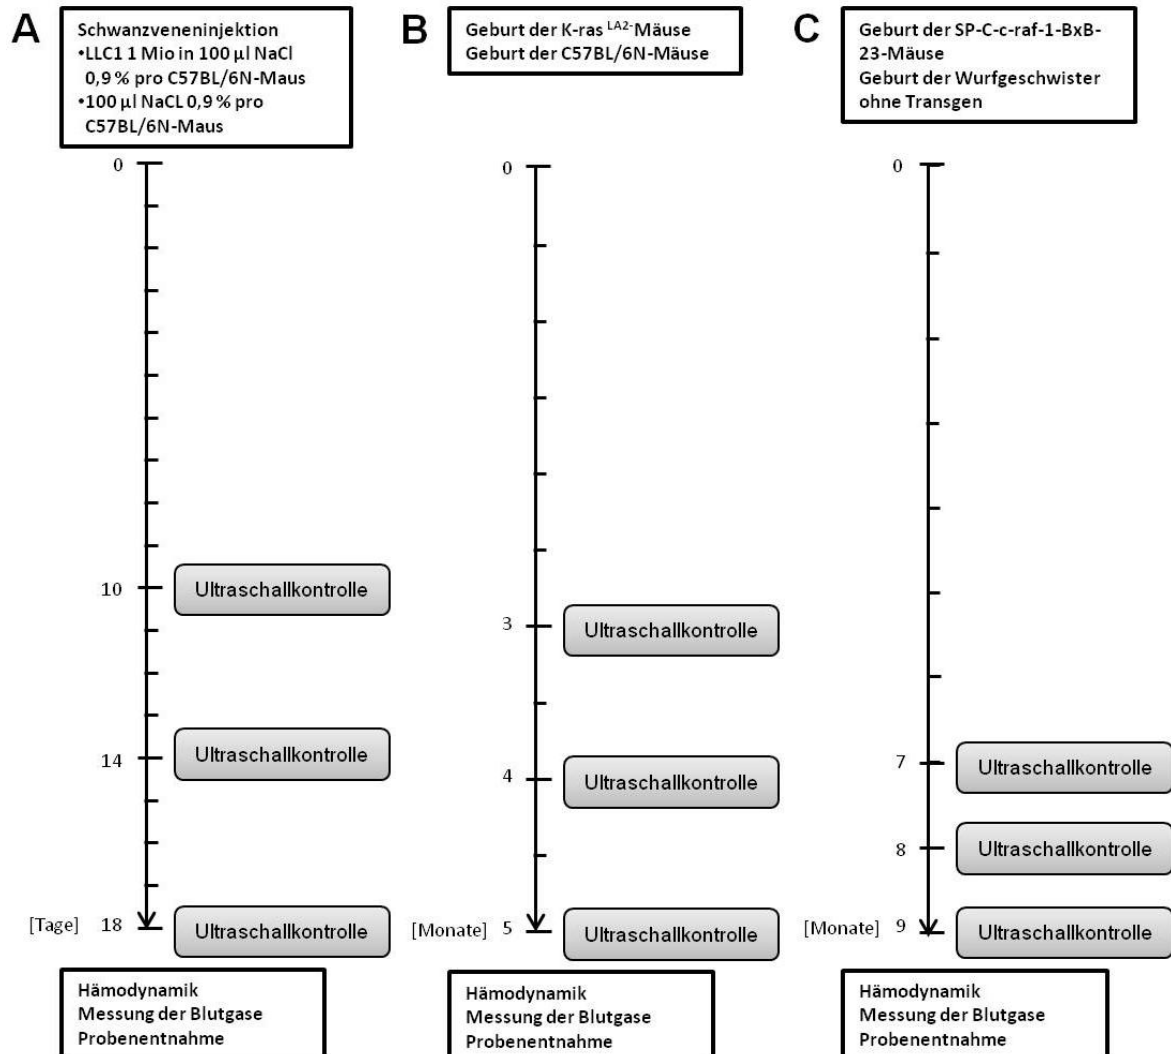 A
Schwanzveneninjektion
•LLC1 1 Mio in 100 µl NaCl
0,9 % pro C57BL/6N-Maus
•100 µl NaCL 0,9 % pro
C57BL/6N-Maus
0
10
Ultraschallkontrolle
14
Ultraschallkontrolle
[Tage] 18
Ultraschallkontrolle
Hämodynamik
Messung der Blutgase
Probenentnahme
B
Geburt der K-ras LA2-Mäuse
Geburt der C57BL/6N-Mäuse
0
3
Ultraschallkontrolle
4
Ultraschallkontrolle
[Monate] 5
Ultraschallkontrolle
Hämodynamik
Messung der Blutgase
Probenentnahme
C
Geburt der SP-C-c-raf-1-BxB-
23-Mäuse
Geburt der Wurfgeschwister
ohne Transgen
0
7
Ultraschallkontrolle
8
Ultraschallkontrolle
[Monate] 9
Ultraschallkontrolle
Hämodynamik
Messung der Blutgase
Probenentnahme